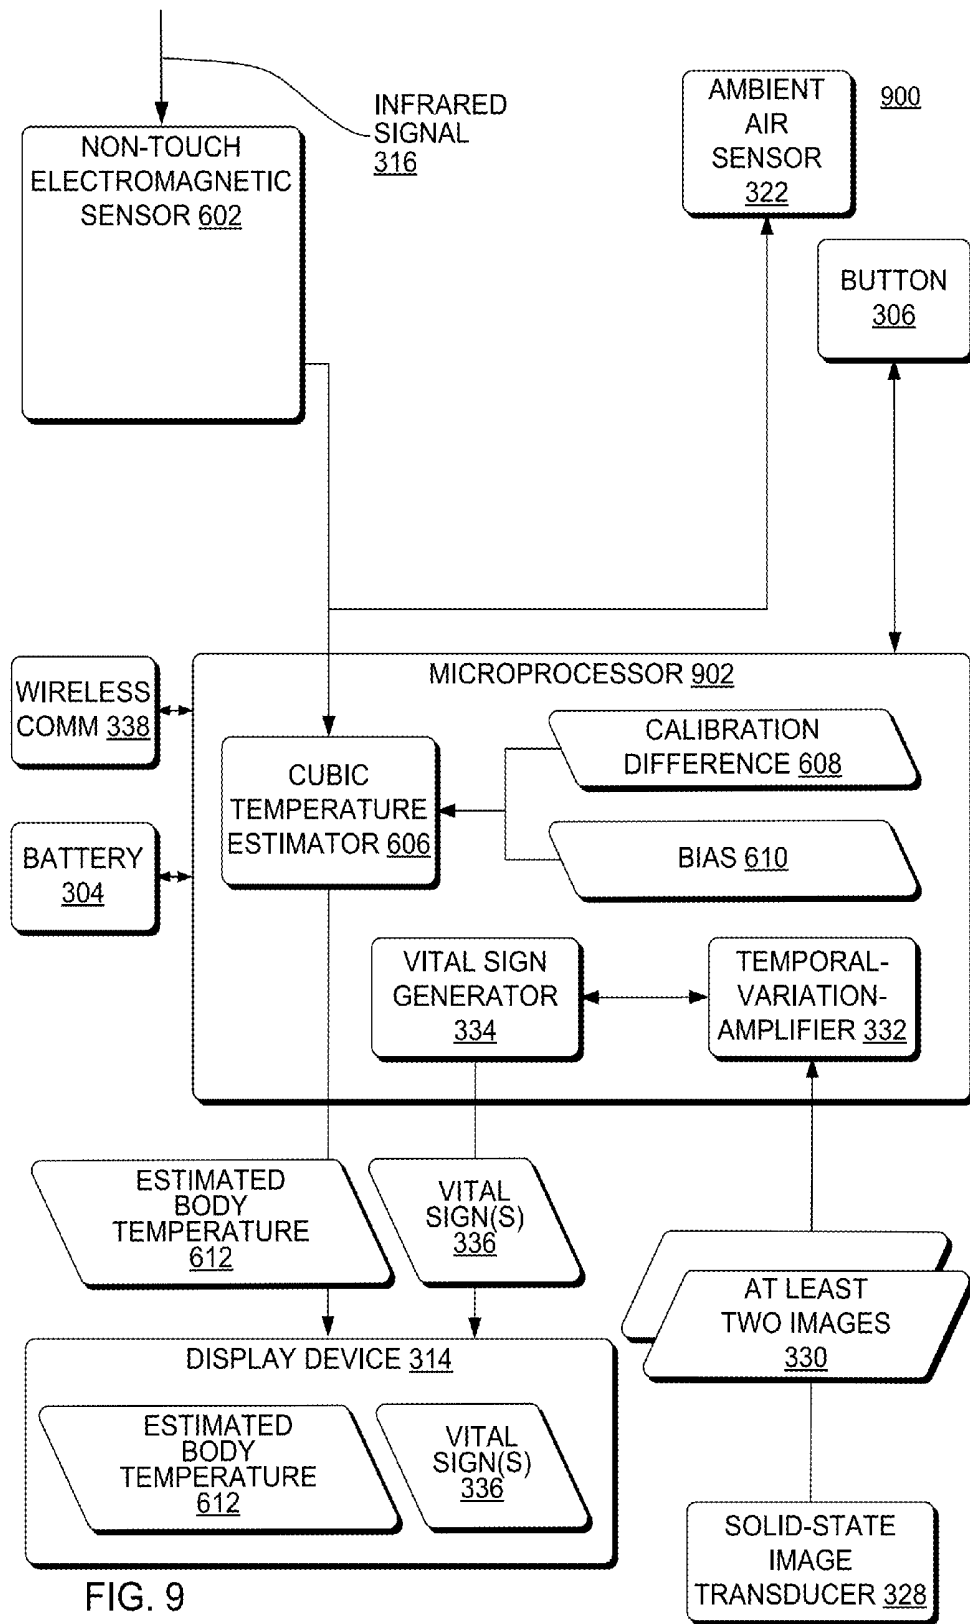 INFRARED
SIGNAL
316
AMBIENT
AIR
SENSOR
322
900
NON-TOUCH
ELECTROMAGNETIC
SENSOR 602
BUTTON
306
MICROPROCESSOR 902
WIRELESS
COMM 338
CUBIC
TEMPERATURE
ESTIMATOR 606
CALIBRATION
DIFFERENCE 608
BATTERY
304
BIAS 610
VITAL SIGN
GENERATOR
334
TEMPORAL-
VARIATION-
AMPLIFIER 332
ESTIMATED
BODY
TEMPERATURE
612
VITAL
SIGN(S)
336
AT LEAST
TWO IMAGES
330
DISPLAY DEVICE 314
ESTIMATED
BODY
TEMPERATURE
612
VITAL
SIGN(S)
336
SOLID-STATE
IMAGE
TRANSDUCER 328
FIG. 9